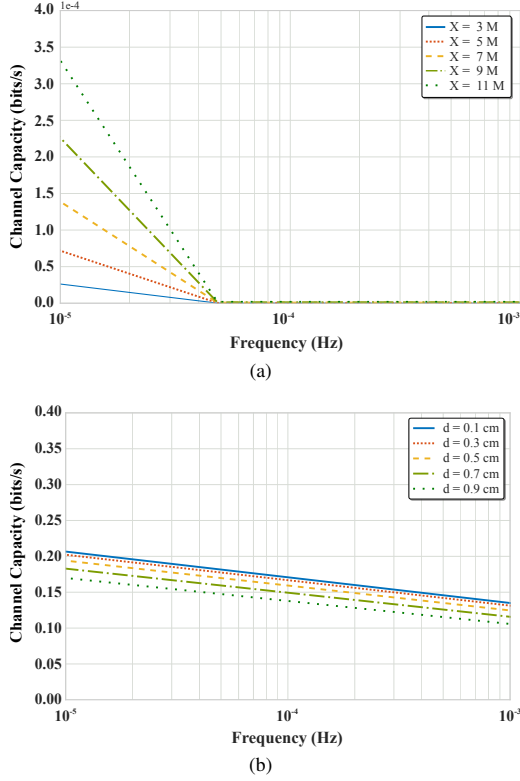 1e-4
4.0
3.5
3.0
2.5
2.0
1.5
1.0
0.5
0.0
Channel Capacity (bits/s)
X = 3 M
X = 5 M
X = 7 M
X = 9 M
X = 11 M
10-5
10-4
10-3
Frequency (Hz)
(a)
0.40
0.35
0.30
0.25
0.20
0.15
0.10
0.05
0.00
Channel Capacity (bits/s)
d = 0.1 cm
d = 0.3 cm
d = 0.5 cm
d = 0.7 cm
d = 0.9 cm
10-5
10-4
10-3
Frequency (Hz)
(b)